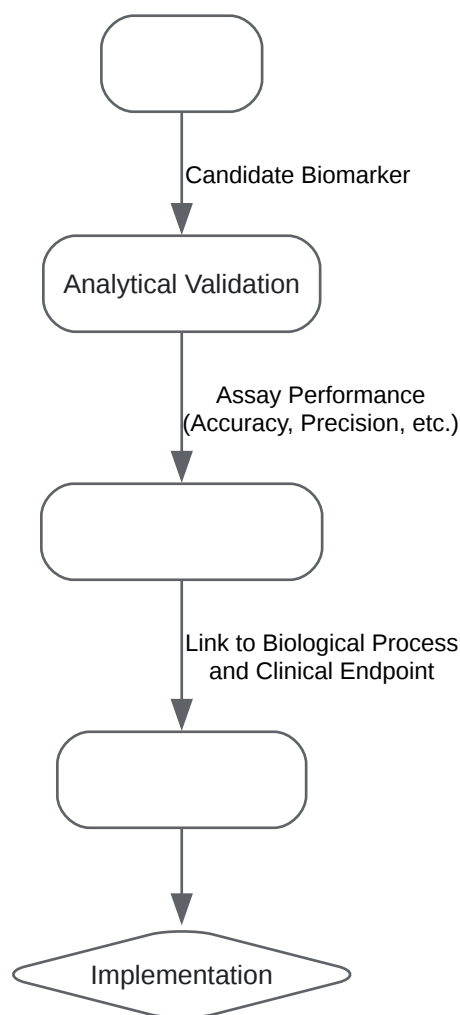 Candidate Biomarker
Analytical Validation
Assay Performance
(Accuracy, Precision, etc.)
Link to Biological Process
and Clinical Endpoint
Implementation